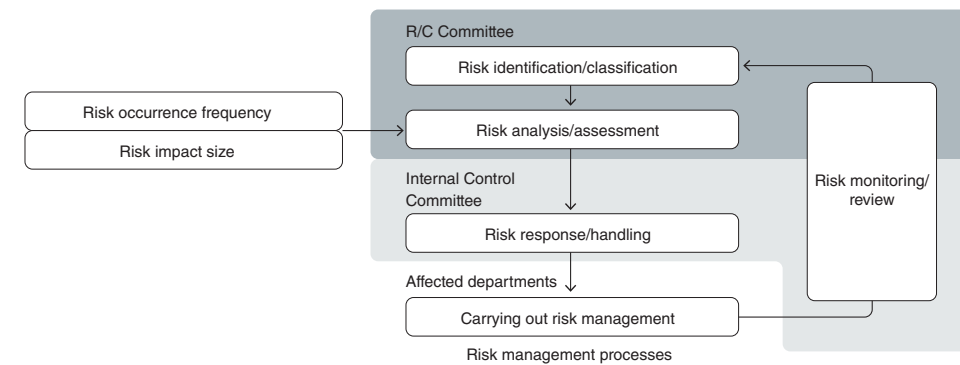 R/C Committee
Risk identification/classification
Risk occurrence frequency
Risk impact size
Risk analysis/assessment
Internal Control
Committee
Risk response/handling
Risk monitoring/
review
Affected departments
Carrying out risk management
Risk management processes